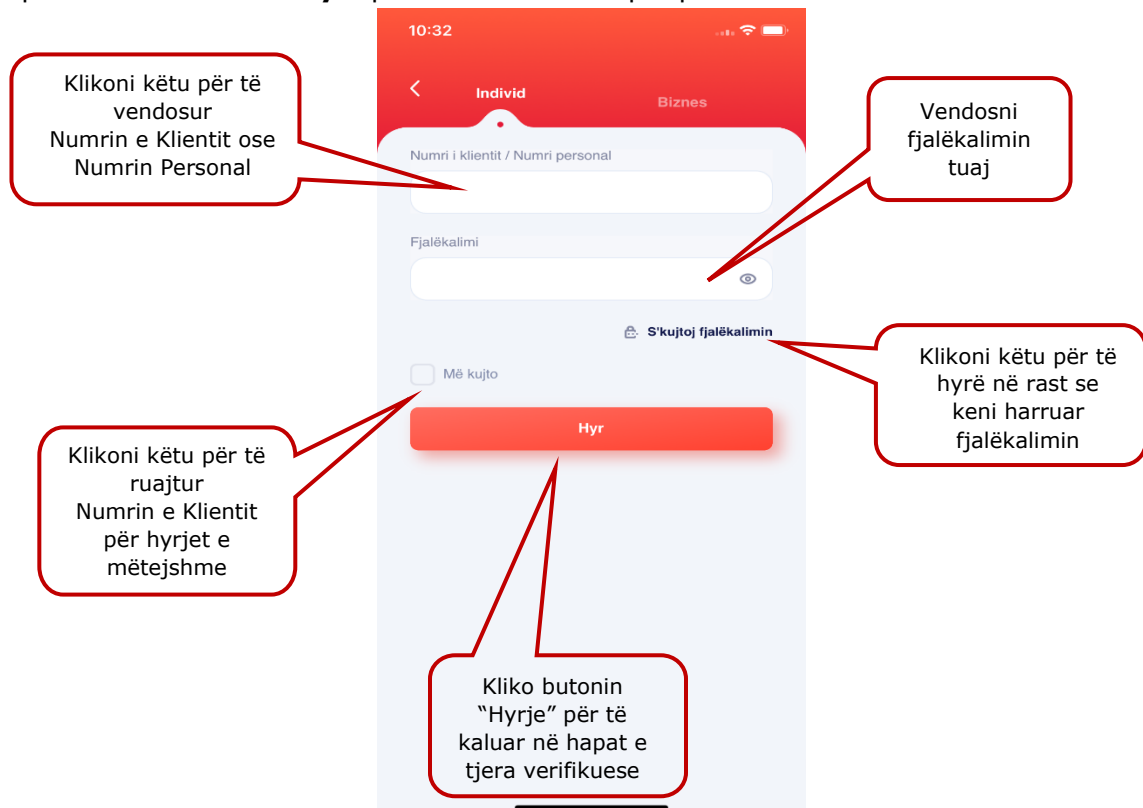 10:32
Individ
Biznes
Klikoni këtu për të
vendosur
Numrin e Klientit ose
Numrin Personal
Vendosni
fjalëkalimin
tuaj
Numri i klientit / Numri personal
Fjalëkalimi
S'kujtoj fjalëkalimin
Klikoni këtu për të
hyrë në rast se
keni harruar
fjalëkalimin
Më kujto
Hyr
Klikoni këtu për të
ruajtur
Numrin e Klientit
për hyrjet e
mëtejshme
Kliko butonin
“Hyrje” për të
kaluar në hapat e
tjera verifikuese